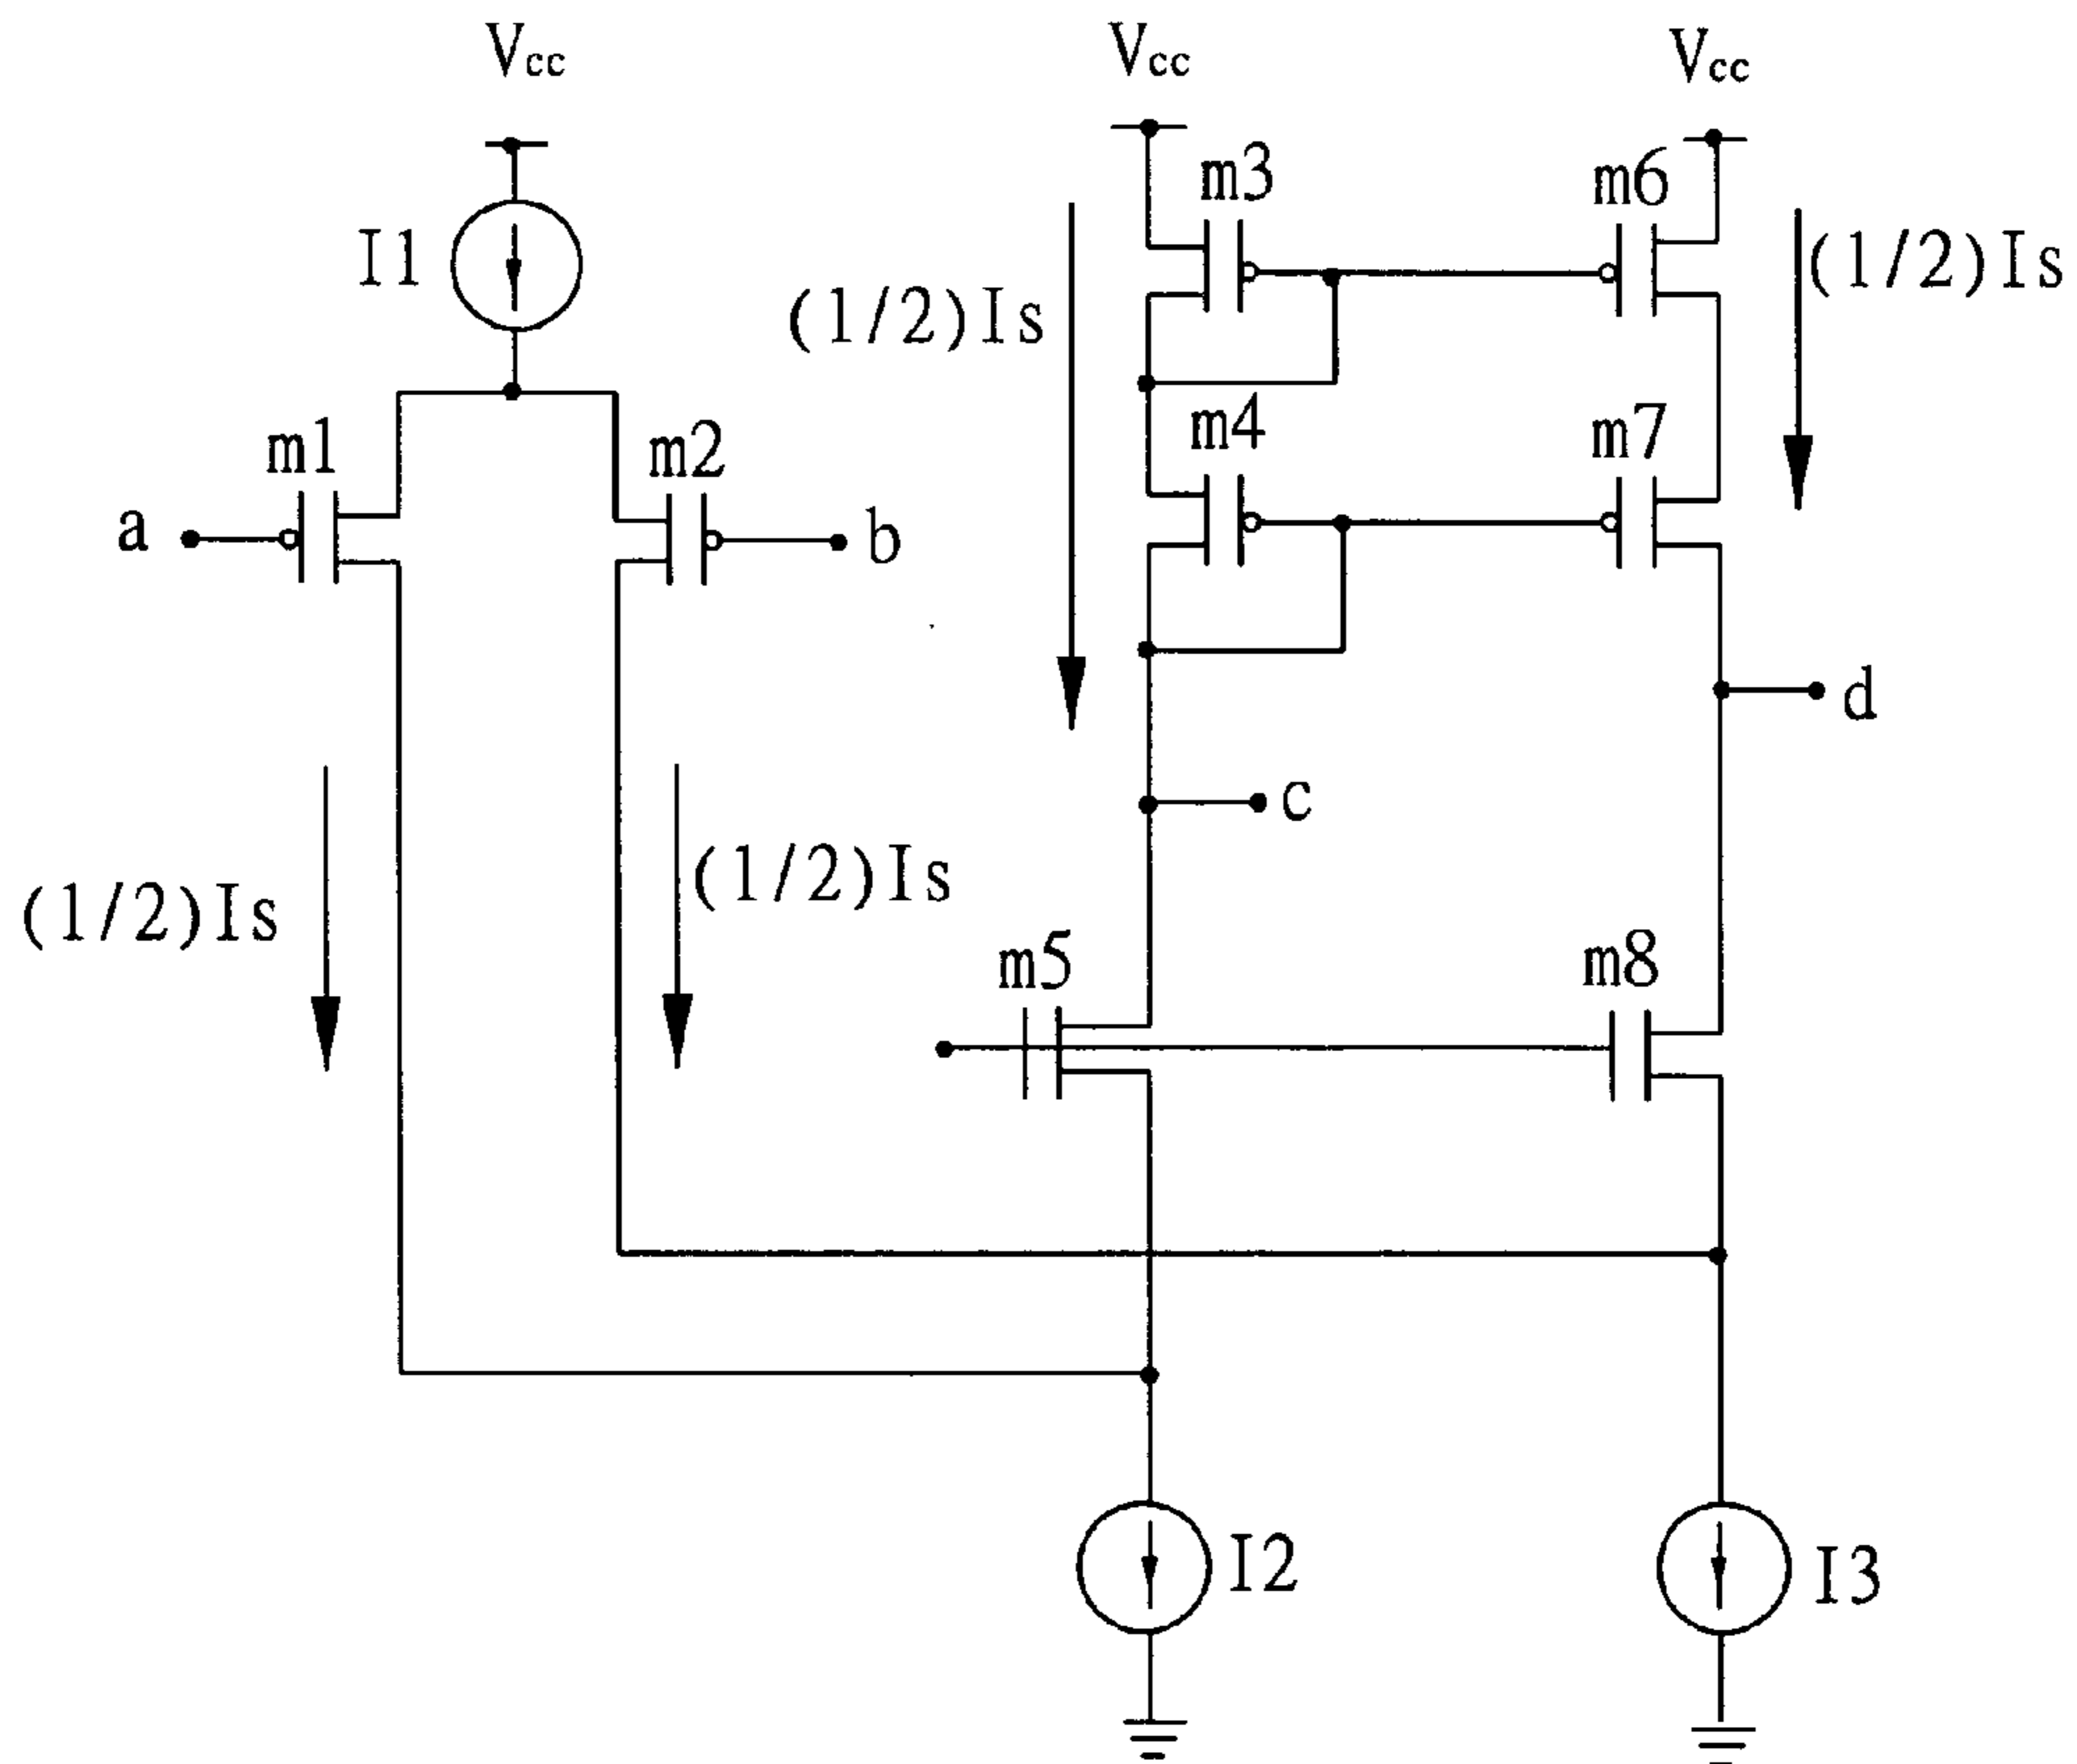 Vcc
Vcc
Vcc
m3
m6
I1
(1/2)Is
(1/2)Is
m1
m2
m4
m7
a
b
d
c
(1/2)Is
(1/2)Is
m5
m8
I2
I3